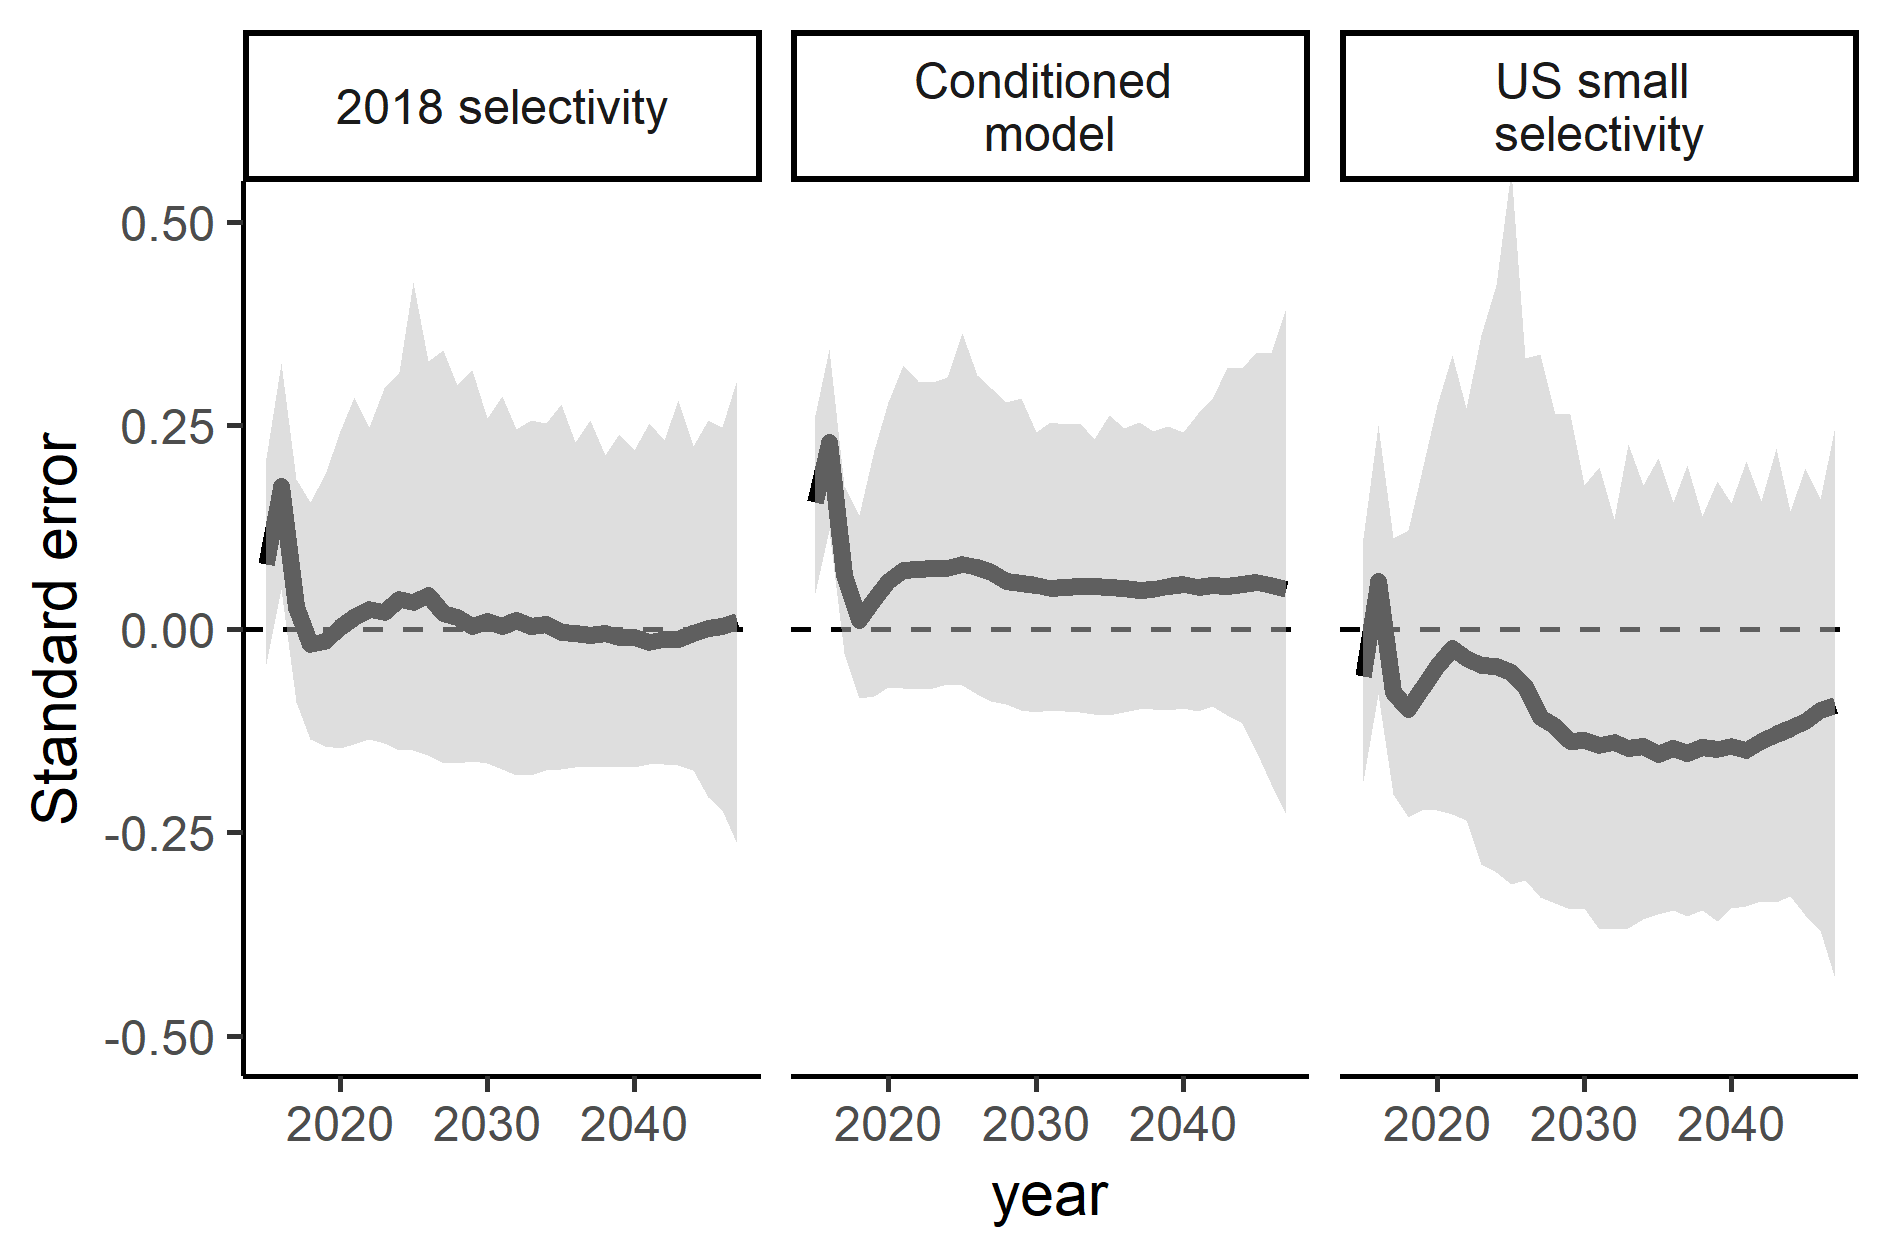 2018 selectivity
Conditioned
model
US small
selectivity
Standard error
0.50
0.25
0.00
-0.25
-0.50
2020 2030 2040
2020 2030 2040
2020 2030 2040
year